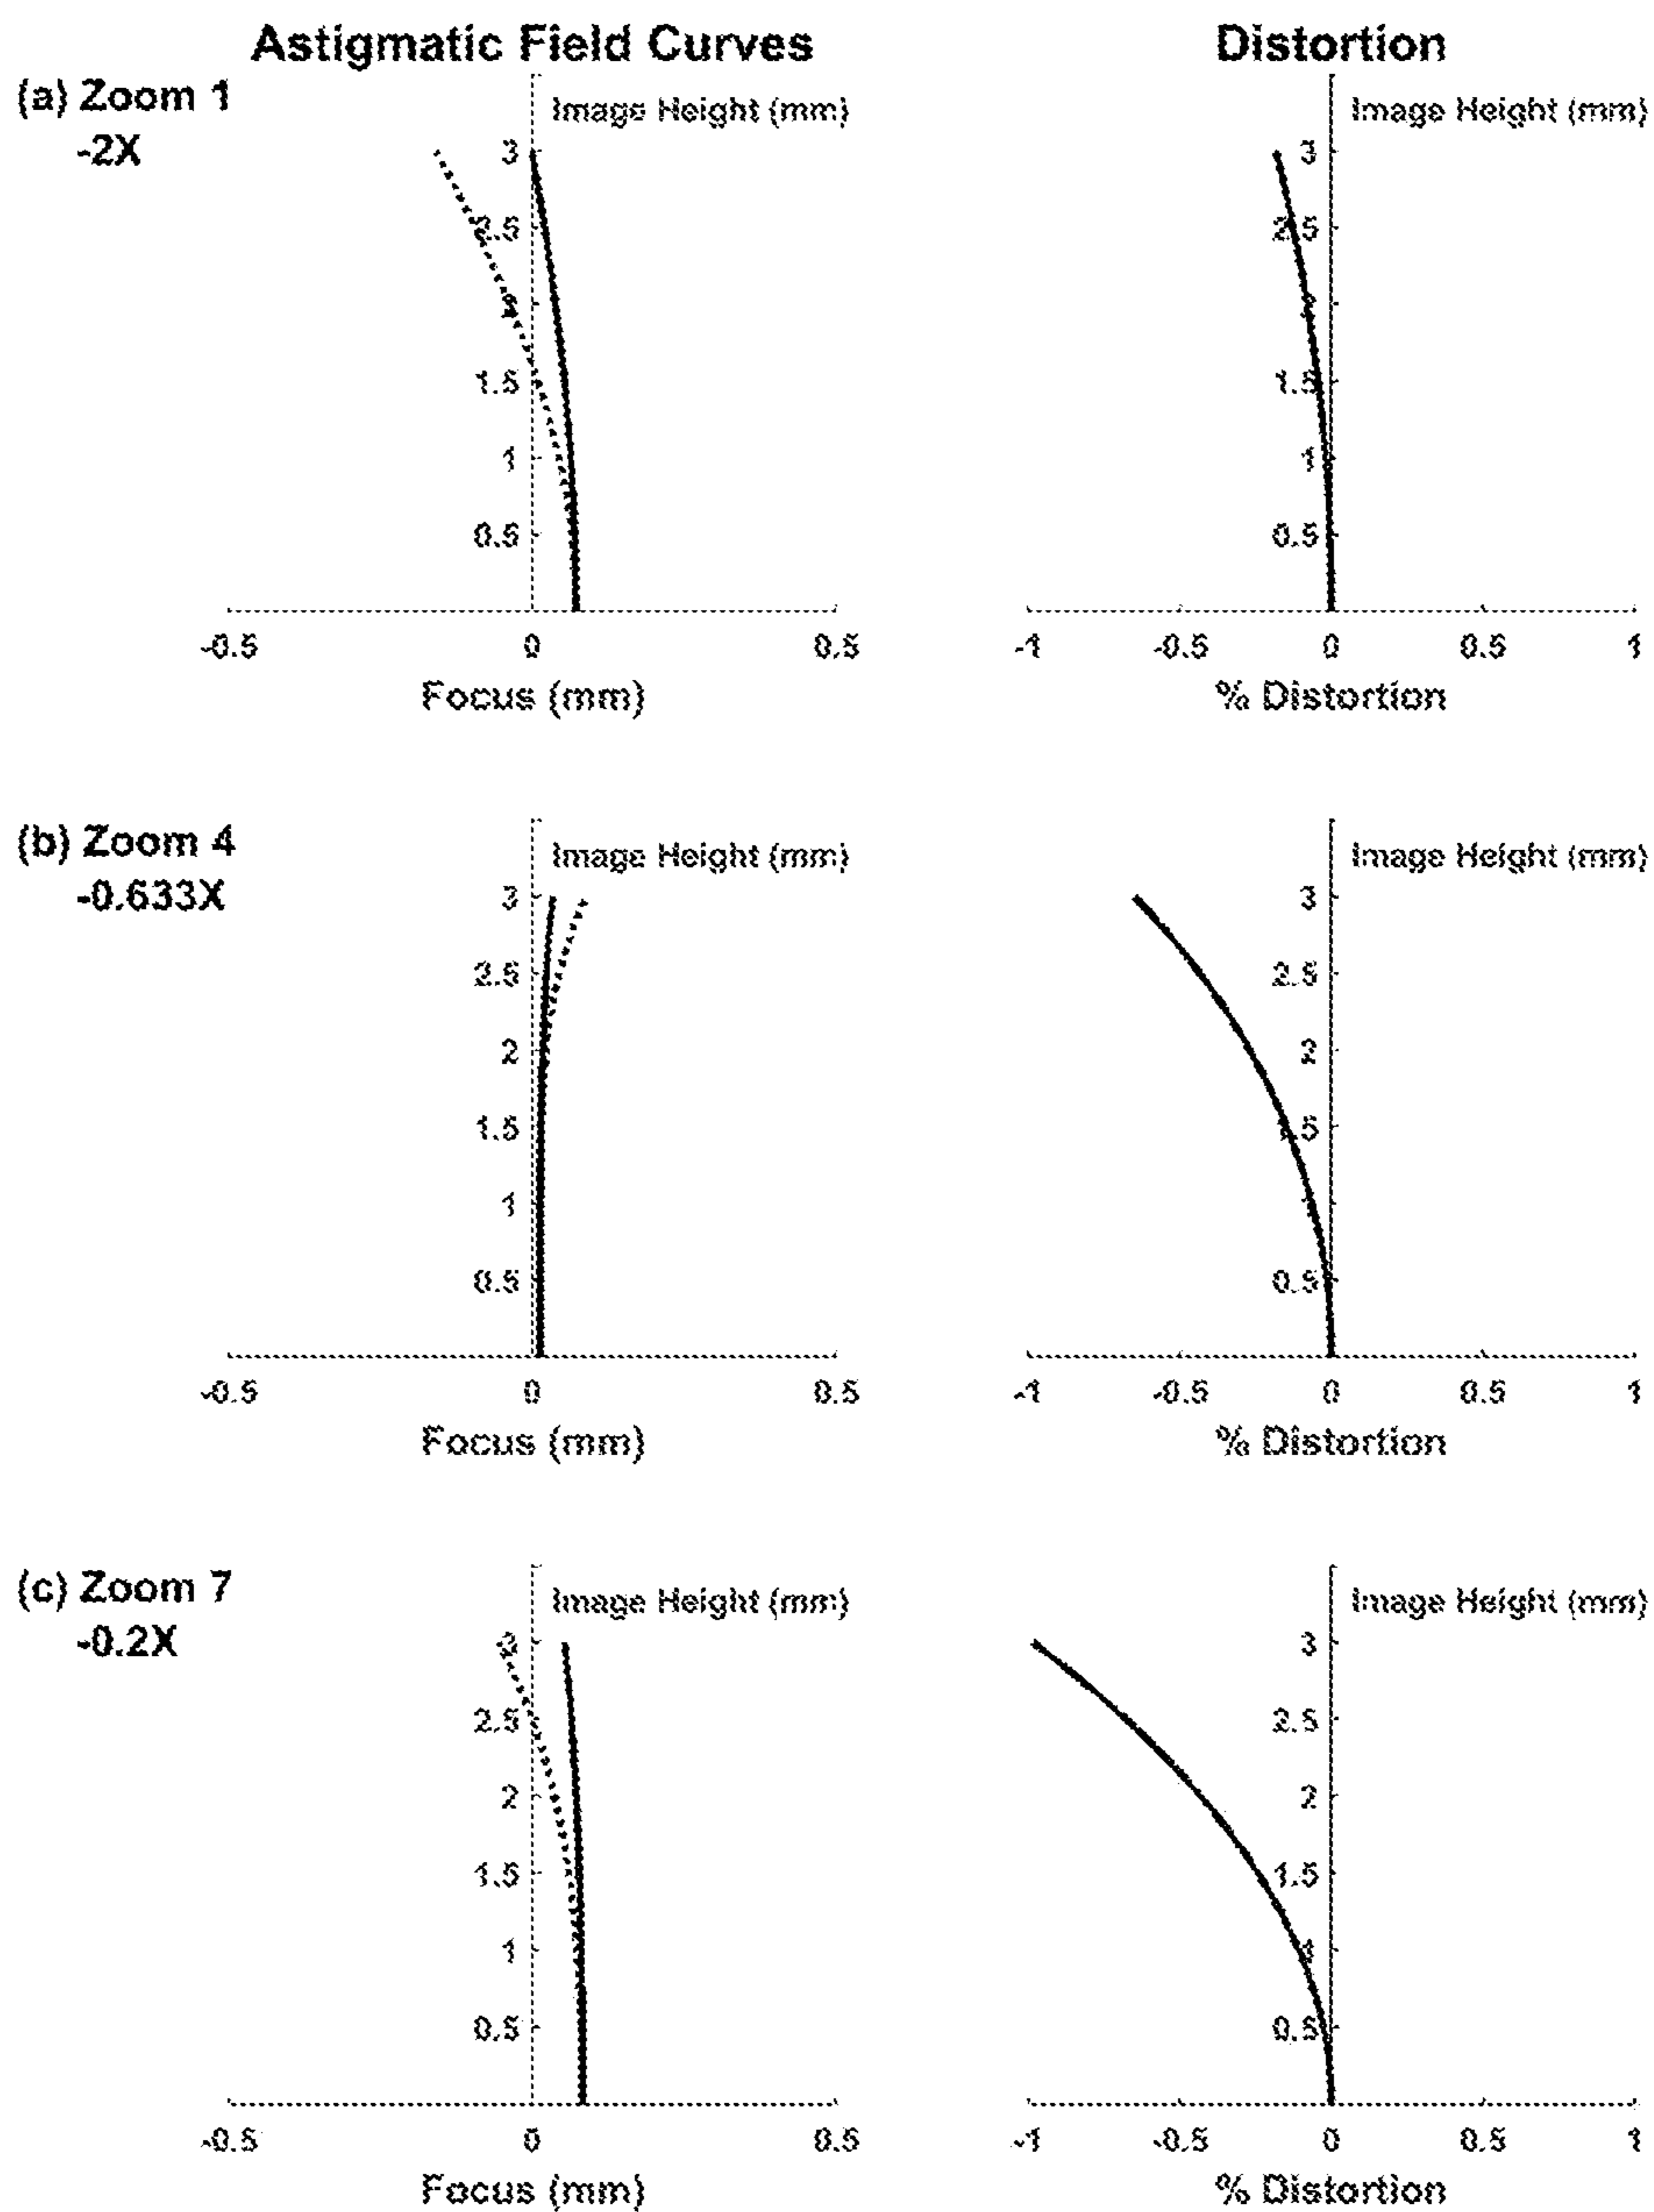 Astigmatic Field Curves
Distortion
(a) Zoom 1
-2X
Image Height (mm)
3
2.5
2
1.5
1
0.5
-0.5 0 0.5
Focus (mm)
Image Height (mm)
3
2.5
2
1.5
1
0.5
-1 -0.5 0 0.5 1
% Distortion
(b) Zoom 4
-0.633X
Image Height (mm)
3
2.5
2
1.5
1
0.5
-0.5 0 0.5
Focus (mm)
Image Height (mm)
3
2.5
2
1.5
1
0.5
-1 -0.5 0 0.5 1
% Distortion
(c) Zoom 7
-0.2X
Image Height (mm)
3
2.5
2
1.5
1
0.5
-0.5 0 0.5
Focus (mm)
Image Height (mm)
3
2.5
2
1.5
1
0.5
-1 -0.5 0 0.5 1
% Distortion